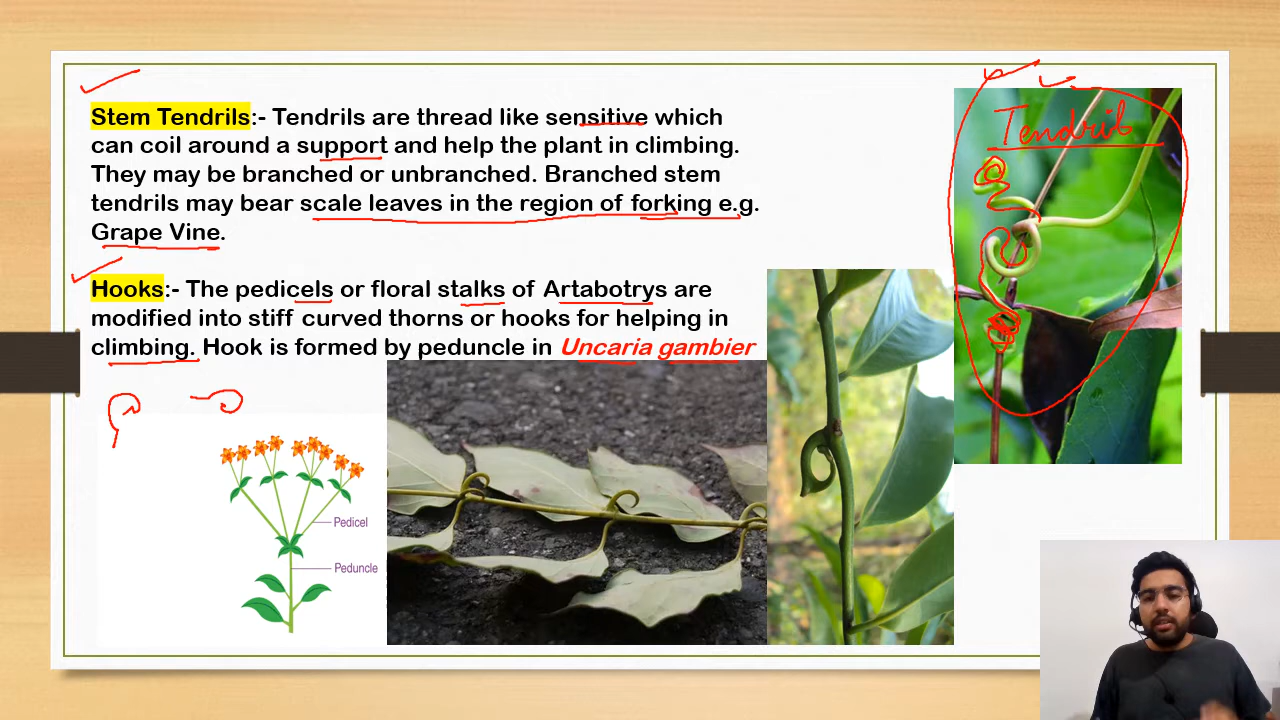 Stem Tendrils:- Tendrils are thread like sensitive which
can coil around a support and help the plant in climbing.
They may be branched or unbranched. Branched stem
tendrils may bear scale leaves in the region of forking e.g.
Grape Vine.
Hooks:- The pedicels or floral stalks of Artabotrys are
modified into stiff curved thorns or hooks for helping in
climbing. Hook is formed by peduncle in Uncaria gambier
Tendrils
Pedicel
Peduncle